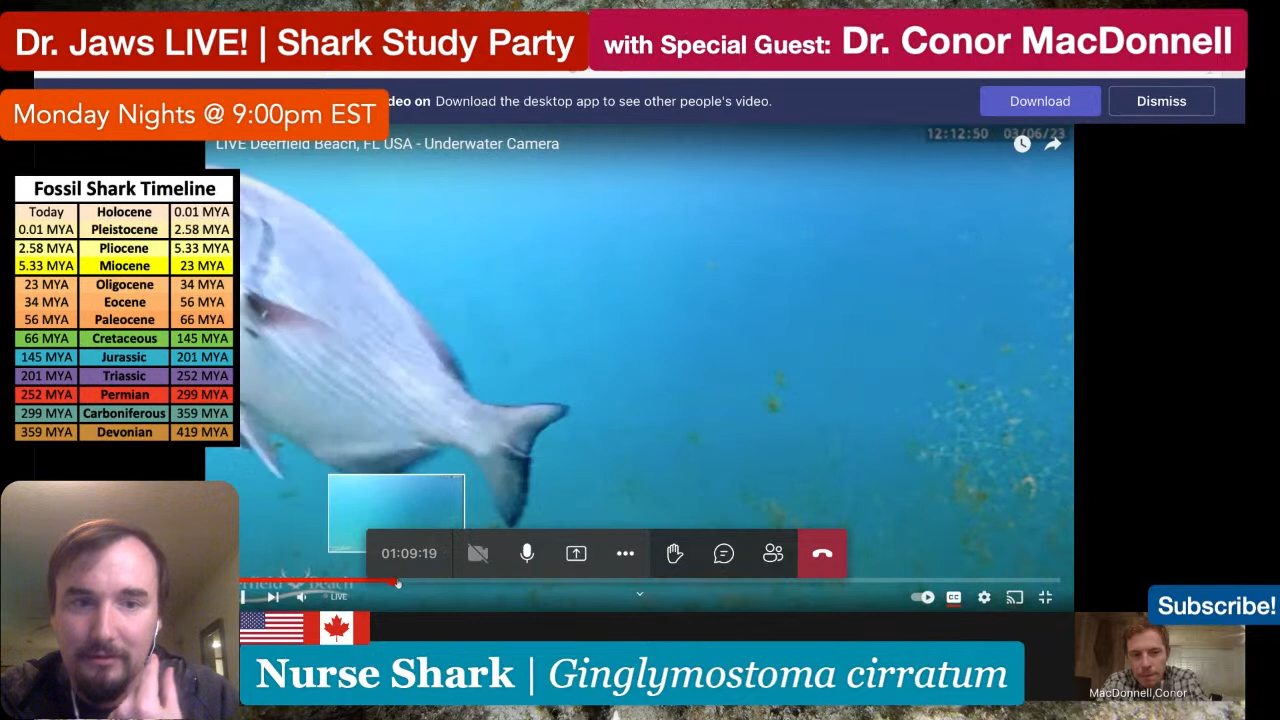 Dr. Jaws LIVE! | Shark Study Party
with Special Guest: Dr. Conor MacDonnell
Monday Nights @ 9:00pm EST
deo on Download the desktop app to see other people's video.
Download
Dismiss
LIVE Deerfield Beach, FL USA - Underwater Camera
12:12:50 03/06/23
Fossil Shark Timeline
Today Holocene 0.01 MYA
0.01 MYA Pleistocene 2.58 MYA
2.58 MYA Pliocene 5.33 MYA
5.33 MYA Miocene 23 MYA
23 MYA Oligocene 34 MYA
34 MYA Eocene 56 MYA
56 MYA Paleocene 66 MYA
66 MYA Cretaceous 145 MYA
145 MYA Jurassic 201 MYA
201 MYA Triassic 252 MYA
252 MYA Permian 299 MYA
299 MYA Carboniferous 359 MYA
359 MYA Devonian 419 MYA
01:09:19
erfield Beach
LIVE
CC
Subscribe!
Nurse Shark | Ginglymostoma cirratum
MacDonnell,Conor